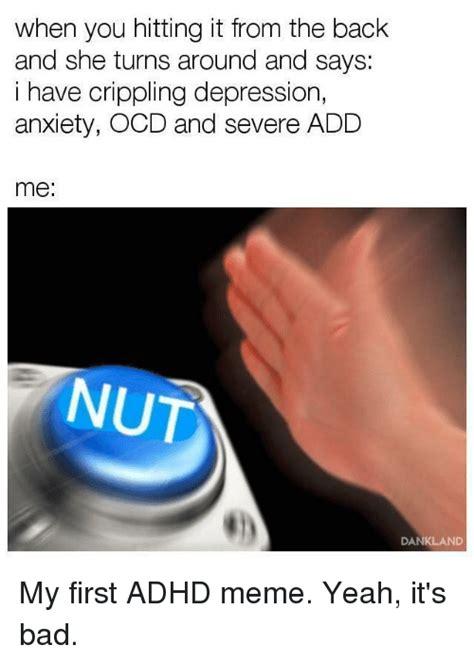 when you hitting it from the back
and she turns around and says:
i have crippling depression,
anxiety, OCD and severe ADD
me:
NUT
DANKLAND
My first ADHD meme. Yeah, it's
bad.